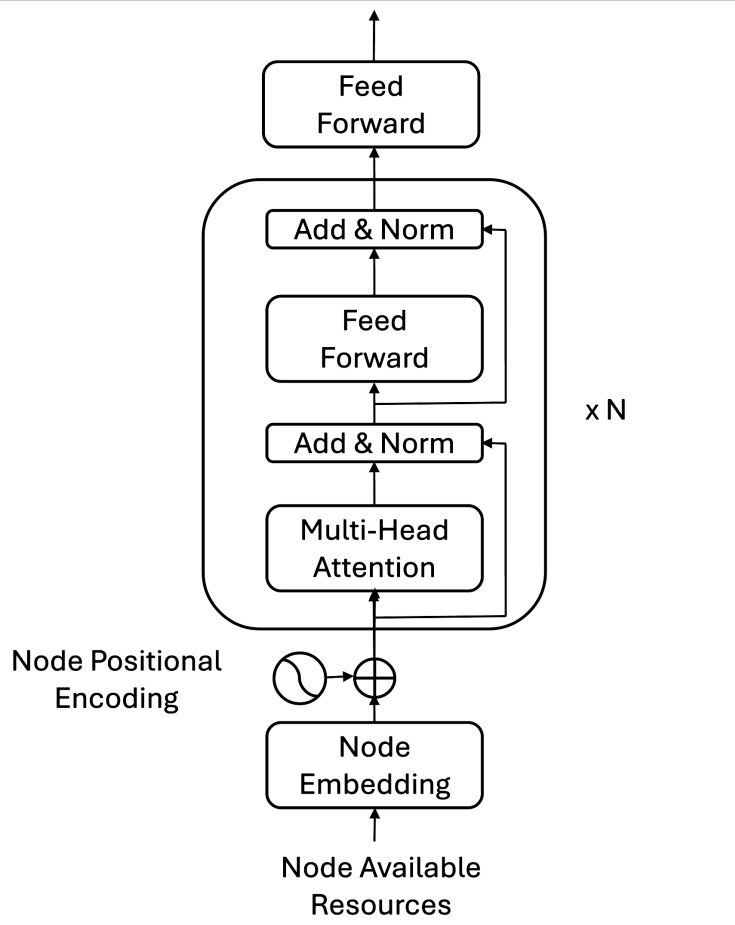 Feed
Forward
Add & Norm
Feed
Forward
x N
Add & Norm
Multi-Head
Attention
Node Positional
Encoding
Node
Embedding
Node Available
Resources